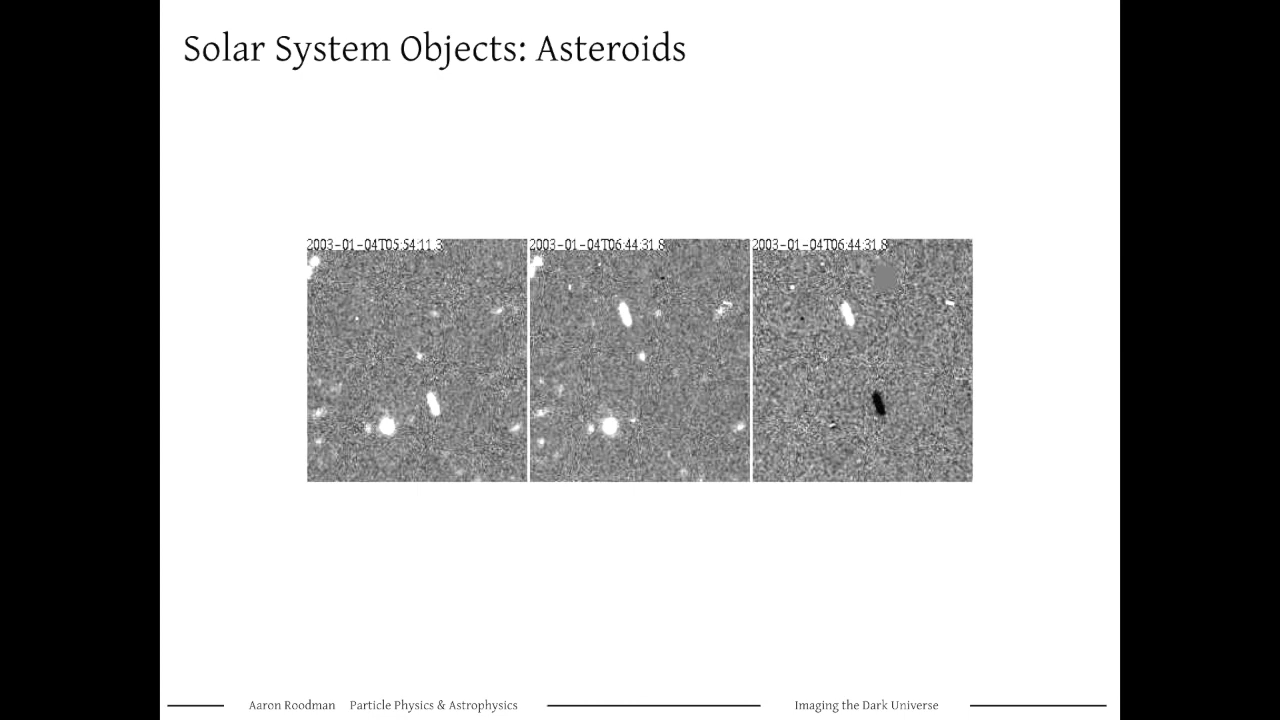 Solar System Objects: Asteroids
2003-01-04T05:54:11.3
2003-01-04T06:44:31.8
2003-01-04T06:44:31.8
Aaron Roodman Particle Physics & Astrophysics
Imaging the Dark Universe